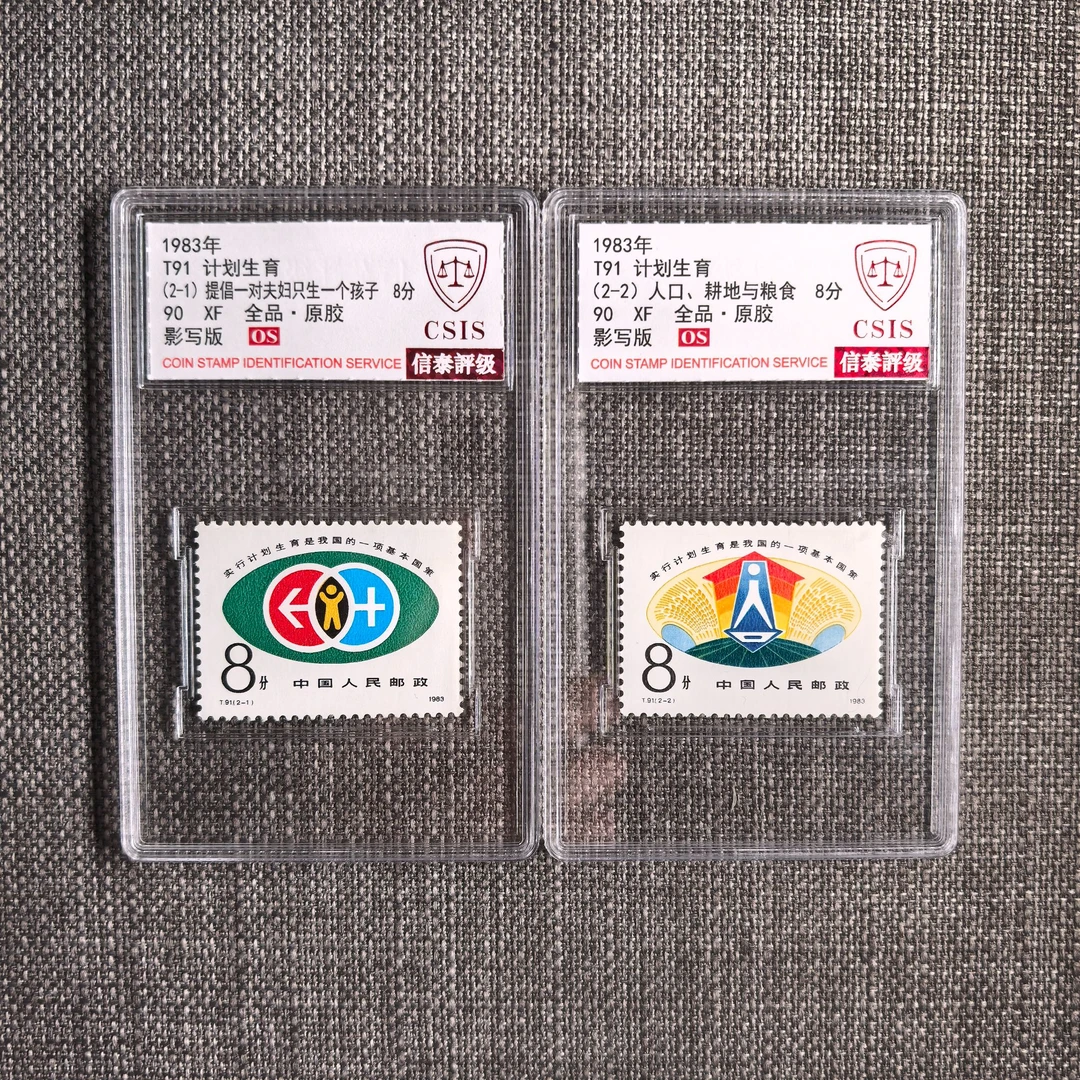 1983年
T91 计划生育
(2-1) 提倡一对夫妇只生一个孩子 8分
90 XF 全品·原胶
影写版 OS
CSIS
COIN STAMP IDENTIFICATION SERVICE 信泰評级
实行计划生育是我国的一项基本国策
8分 中国人民邮政
T.91(2-1) 1983
1983年
T91 计划生育
(2-2) 人口、耕地与粮食 8分
90 XF 全品·原胶
影写版 OS
CSIS
COIN STAMP IDENTIFICATION SERVICE 信泰評级
实行计划生育是我国的一项基本国策
8分 中国人民邮政
T.91(2-2) 1983